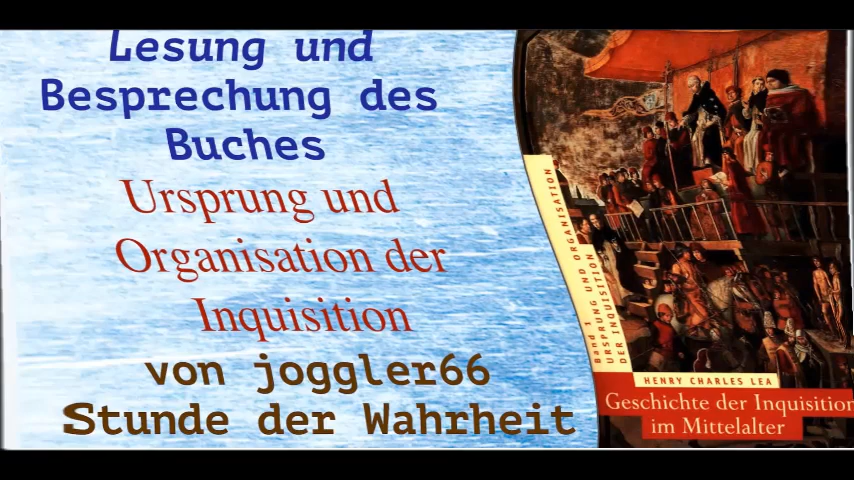 Lesung und
Besprechung des
Buches
Ursprung und
Organisation der
Inquisition
von joggler66
Stunde der Wahrheit
Band 1
URSPRUNG UND ORGANISATION
DER INQUISITION
HENRY CHARLES LEA
Geschichte der Inquisition
im Mittelalter